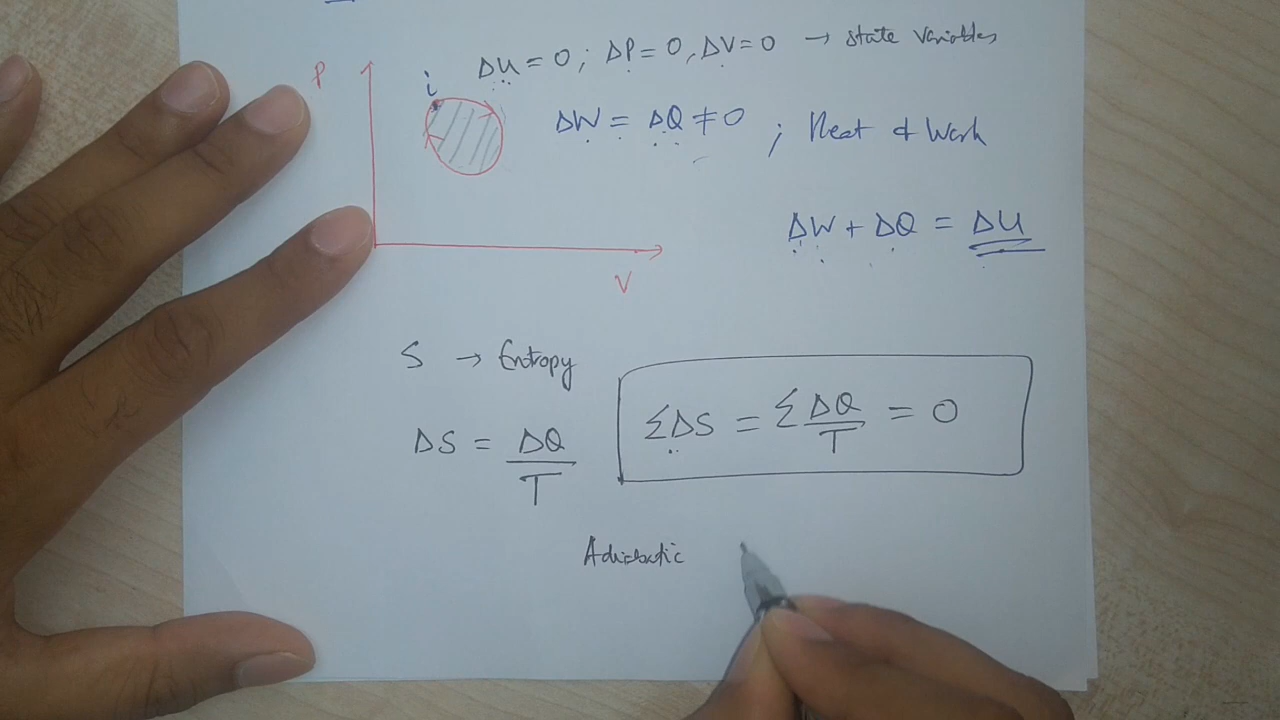 ΔU = 0 ; ΔP = 0 , ΔV = 0 → state variables
P
i
ΔW = ΔQ ≠ 0 ; Heat & Work
ΔW + ΔQ = ΔU
V
S → Entropy
ΣΔS = Σ ΔQ/T = 0
ΔS = ΔQ/T
Adiabatic